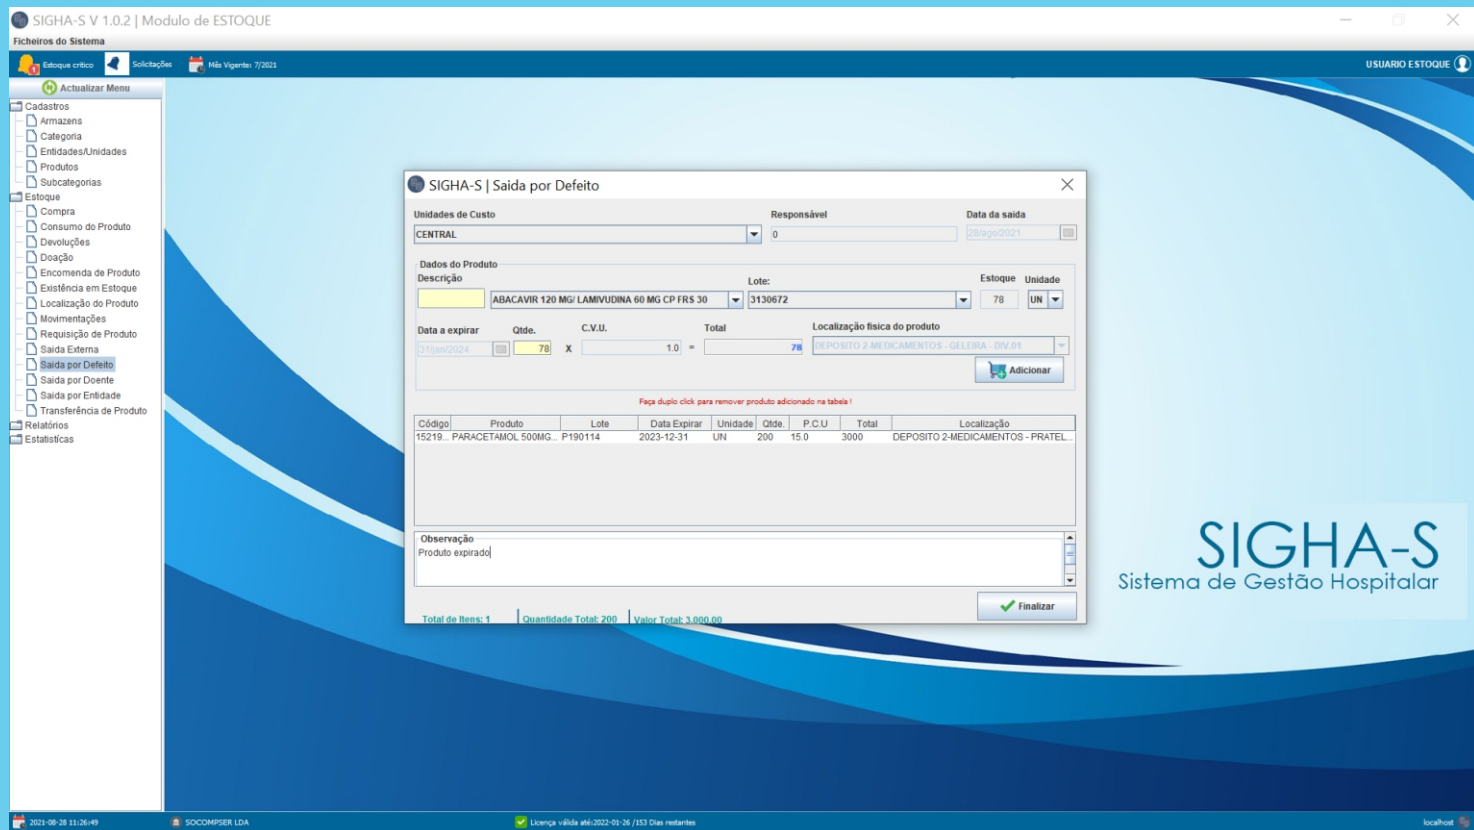 SIGHA-S V 1.0.2 | Modulo de ESTOQUE
Ficheiros do Sistema
1 Estoque crítico Solicitações Mês Vigente: 7/2021 USUARIO ESTOQUE
Actualizar Menu
Cadastros
Armazens
Categoria
Entidades/Unidades
Produtos
Subcategorias
Estoque
Compra
Consumo do Produto
Devoluções
Doação
Encomenda de Produto
Existência em Estoque
Localização do Produto
Movimentações
Requisição de Produto
Saida Externa
Saida por Defeito
Saida por Doente
Saida por Entidade
Transferência de Produto
Relatórios
Estatisticas
SIGHA-S | Saida por Defeito
Unidades de Custo Responsável Data da saida
CENTRAL 0 28/ago/2021
Dados do Produto
Descrição Lote: Estoque Unidade
ABACAVIR 120 MG/ LAMIVUDINA 60 MG CP FRS 30 3130672 78 UN
Data a expirar Qtde. C.V.U. Total Localização fisica do produto
31/jan/2024 78 X 1.0 = 78 DEPOSITO 2-MEDICAMENTOS - GELEIRA - DIV.01
Adicionar
Faça duplo click para remover produto adicionado na tabela !
Código Produto Lote Data Expirar Unidade Qtde. P.C.U Total Localização
15219... PARACETAMOL 500MG... P190114 2023-12-31 UN 200 15.0 3000 DEPOSITO 2-MEDICAMENTOS - PRATEL...
Observação
Produto expirado
Finalizar
Total de Itens: 1 Quantidade Total: 200 Valor Total: 3.000,00
SIGHA-S
Sistema de Gestão Hospitalar
2021-08-28 11:26:49 SOCOMPSER LDA Licença válida até:2022-01-26 /153 Dias restantes localhost